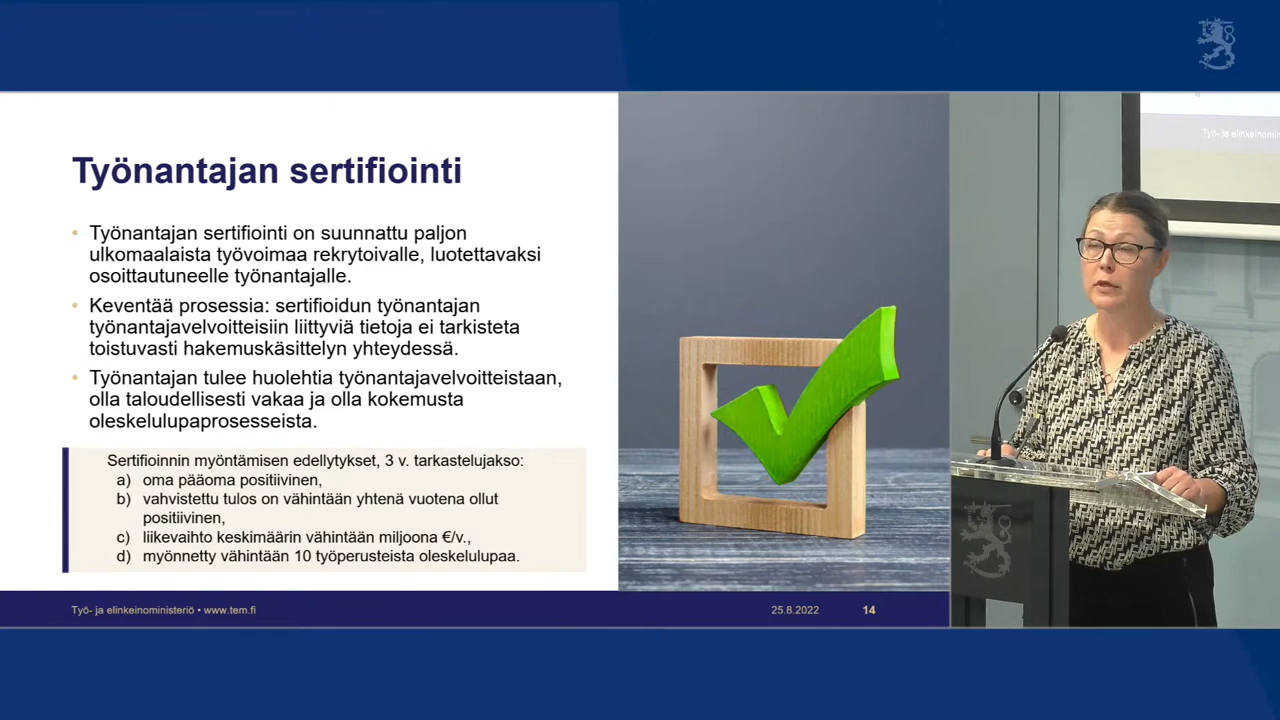 Työnantajan sertifiointi
• Työnantajan sertifiointi on suunnattu paljon
ulkomaalaista työvoimaa rekrytoivalle, luotettavaksi
osoittautuneelle työnantajalle.
• Keventää prosessia: sertifioidun työnantajan
työnantajavelvoitteisiin liittyviä tietoja ei tarkisteta
toistuvasti hakemuskäsittelyn yhteydessä.
• Työnantajan tulee huolehtia työnantajavelvoitteistaan,
olla taloudellisesti vakaa ja olla kokemusta
oleskelulupaprosesseista.
Sertifioinnin myöntämisen edellytykset, 3 v. tarkastelujakso:
a) oma pääoma positiivinen,
b) vahvistettu tulos on vähintään yhtenä vuotena ollut
positiivinen,
c) liikevaihto keskimäärin vähintään miljoona €/v.,
d) myönnetty vähintään 10 työperusteista oleskelulupaa.
Työ- ja elinkeinoministeriö • www.tem.fi
25.8.2022 14
Työ- ja elinkeinomini